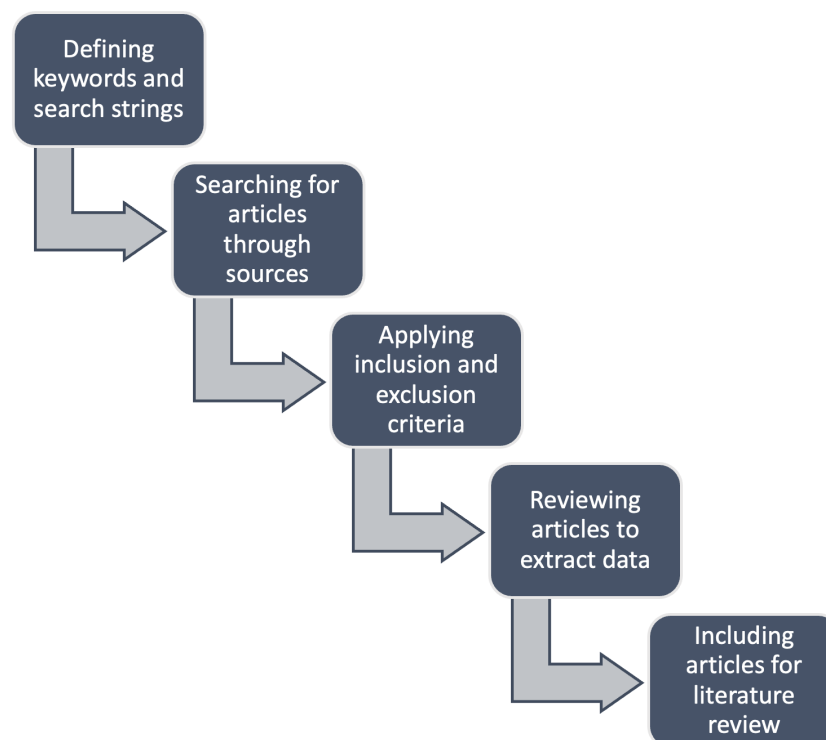 Defining
keywords and
search strings
Searching for
articles
through
sources
Applying
inclusion and
exclusion
criteria
Reviewing
articles to
extract data
Including
articles for
literature
review